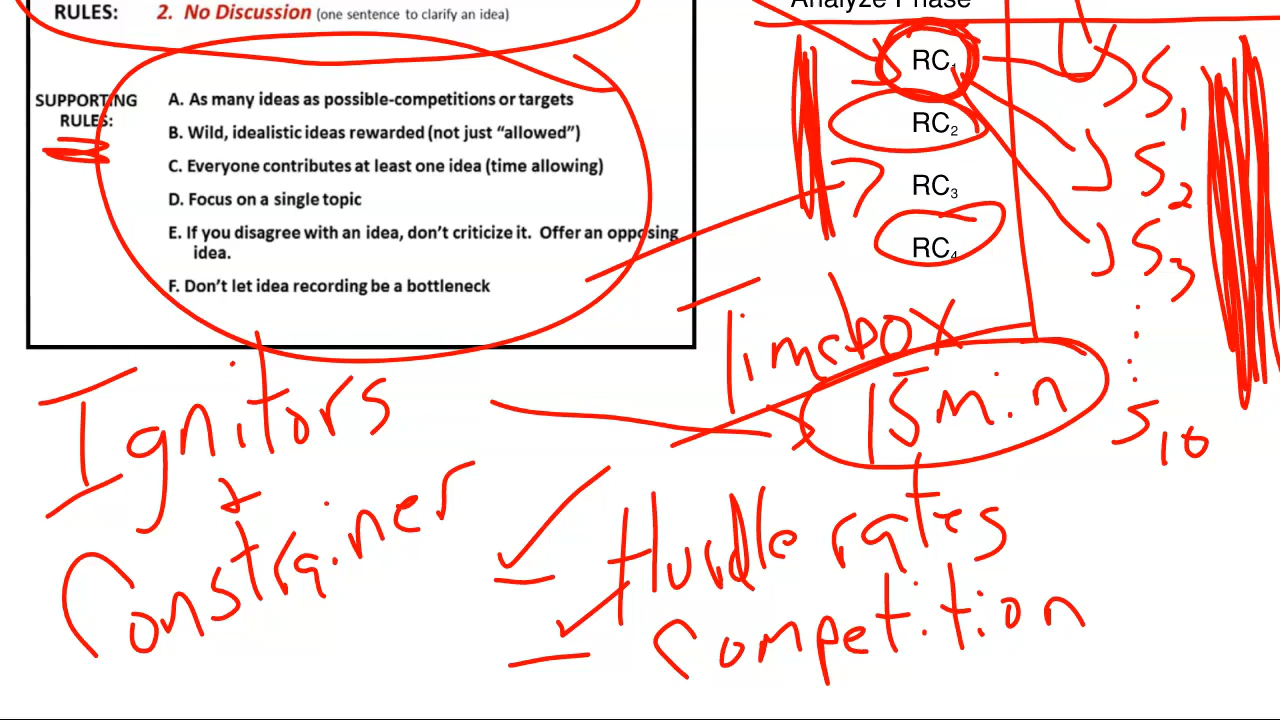 RULES: 2. No Discussion (one sentence to clarify an idea)
SUPPORTING RULES:
A. As many ideas as possible-competitions or targets
B. Wild, idealistic ideas rewarded (not just “allowed”)
C. Everyone contributes at least one idea (time allowing)
D. Focus on a single topic
E. If you disagree with an idea, don’t criticize it. Offer an opposing
idea.
F. Don’t let idea recording be a bottleneck
Analyze Phase
RC1
RC2
RC3
RC4
S1
S2
S3
S10
Timebox
15 min
Ignitors
+
Constrainer
Hurdle rates
Competition